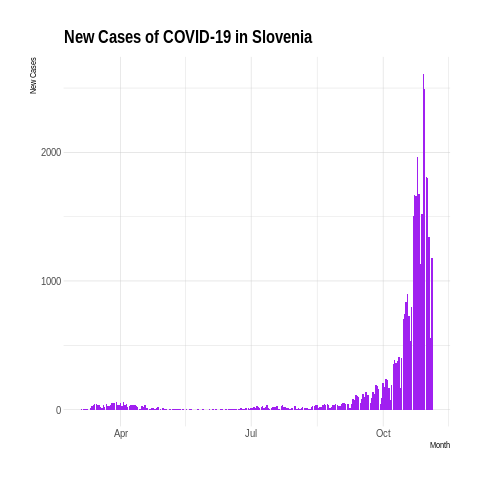 New Cases of COVID-19 in Slovenia
New Cases
2000
1000
0
Apr Jul Oct
Month